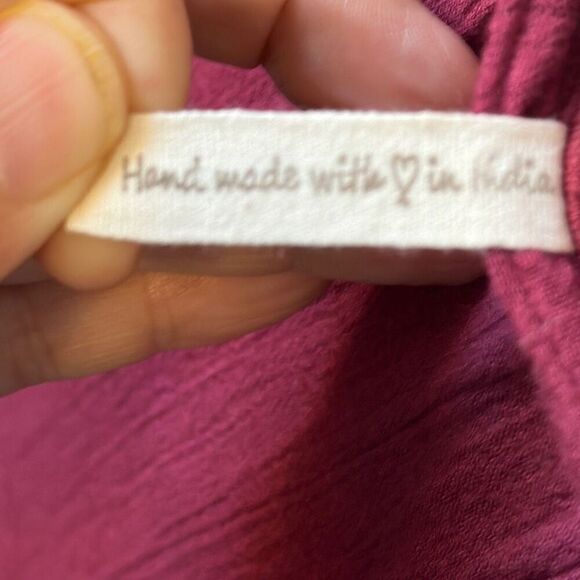 Hand made with ♡ in India